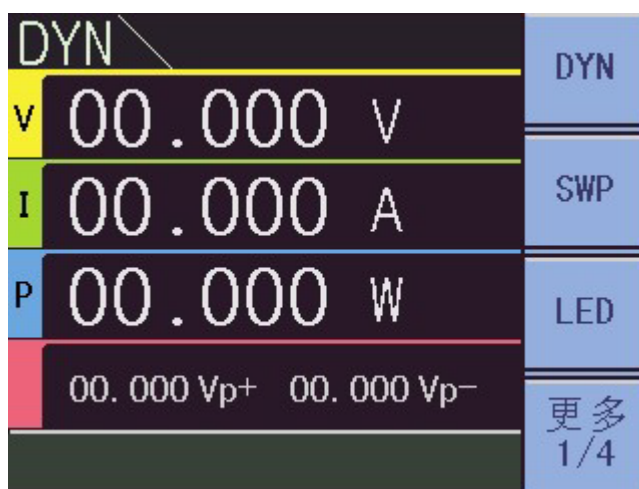 DYN
V 00.000 V
I 00.000 A
P 00.000 W
00.000 Vp+ 00.000 Vp-
DYN
SWP
LED
更多
1/4